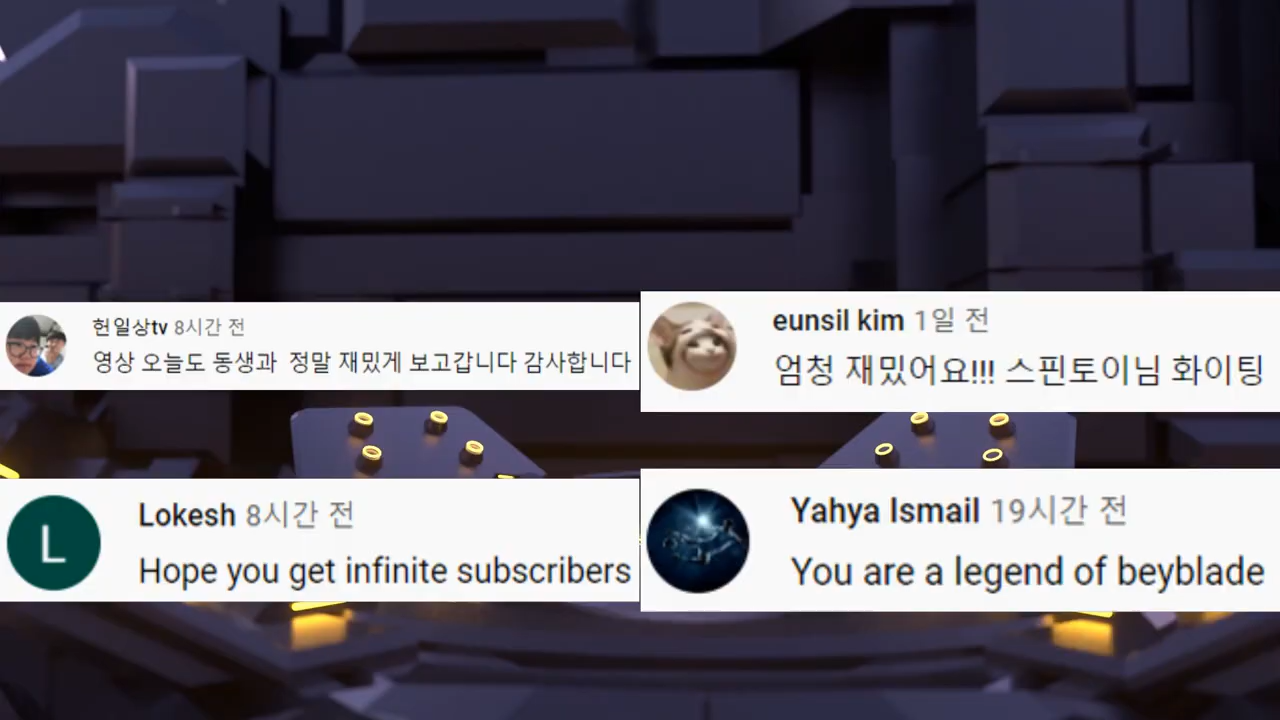 헌일상tv 8시간 전
영상 오늘도 동생과 정말 재밌게 보고갑니다 감사합니다
eunsil kim 1일 전
엄청 재밌어요!!! 스핀토이님 화이팅
L
Lokesh 8시간 전
Hope you get infinite subscribers
Yahya Ismail 19시간 전
You are a legend of beyblade